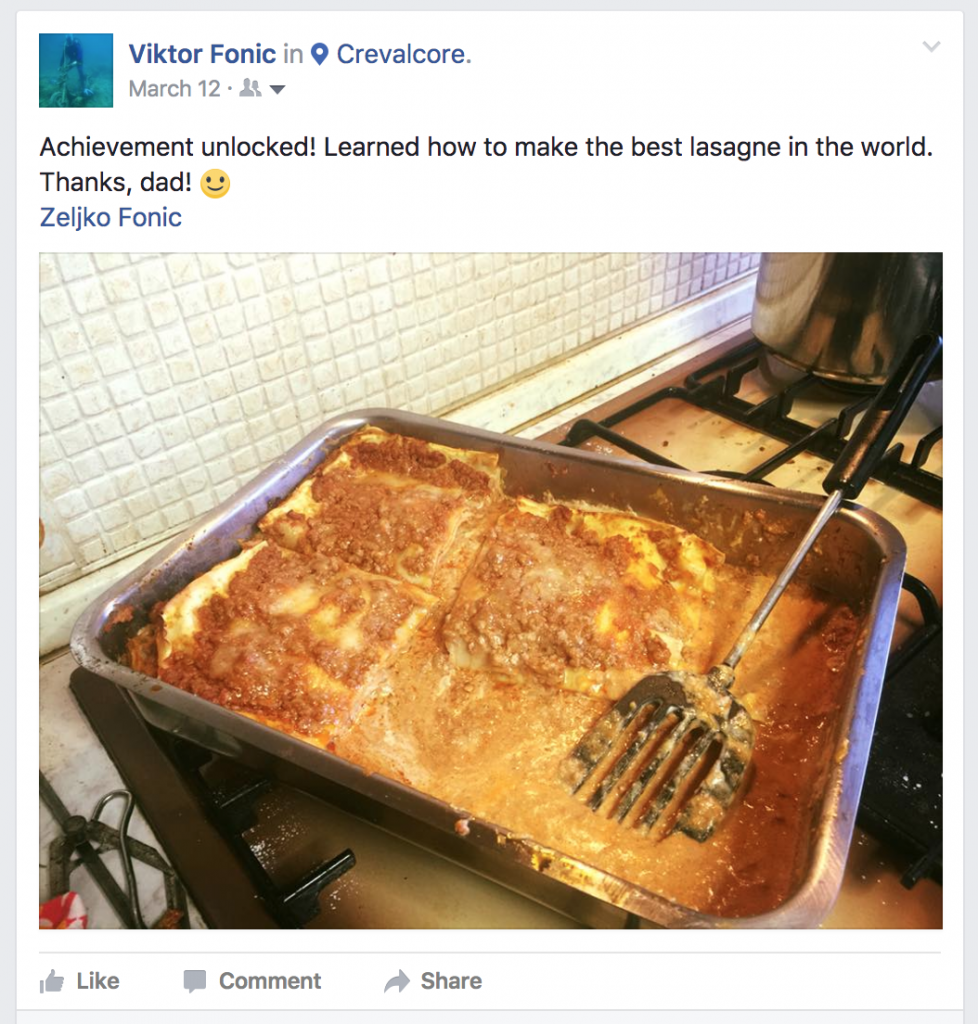 Viktor Fonic in Crevalcore.
March 12 ·
Achievement unlocked! Learned how to make the best lasagne in the world.
Thanks, dad! 🙂
Zeljko Fonic
Like Comment Share